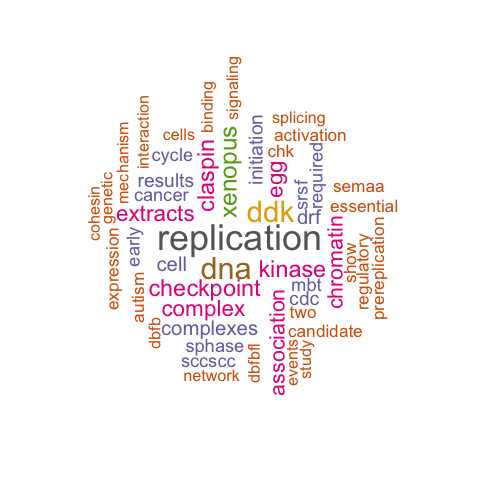 signaling
binding
splicing
interaction
cells
initiation
activation
mechanism
claspin
xenopus
chk
required
cycle
egg
genetic
results
srsf
semaa
cohesin
cancer
ddk
drf
essential
extracts
chromatin
replication
early
show
regulatory
prereplication
expression
cell
dna
kinase
autism
checkpoint
mbt
complex
association
cdc
two
dbfb
complexes
candidate
sphase
events
study
sccscc
dbfbfl
network